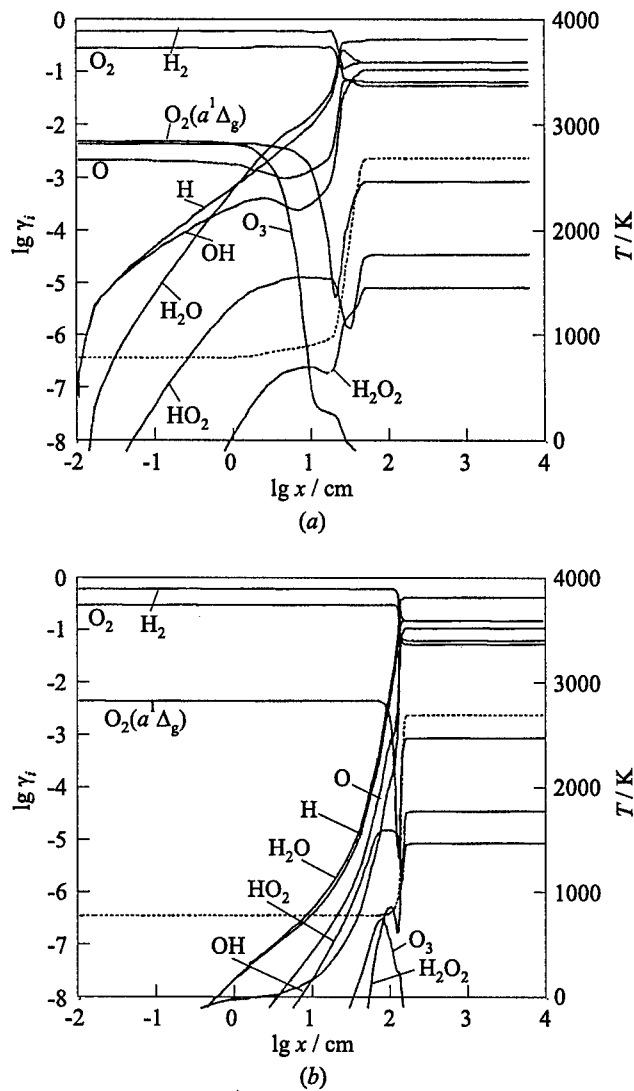 0
4000
H₂
O₂
-1
O₂(a¹Δg)
-2
3000
O
-3
H
lg γᵢ
-4
O₃
2000
T / K
OH
-5
H₂O
-6
1000
H₂O₂
-7
HO₂
-8
0
-2
-1
0
1
2
3
4
lg x / cm
(a)
0
4000
O₂
H₂
-1
-2
3000
O₂(a¹Δg)
-3
O
lg γᵢ
-4
H
2000
T / K
-5
H₂O
HO₂
-6
1000
-7
OH
O₃
H₂O₂
-8
0
-2
-1
0
1
2
3
4
lg x / cm
(b)